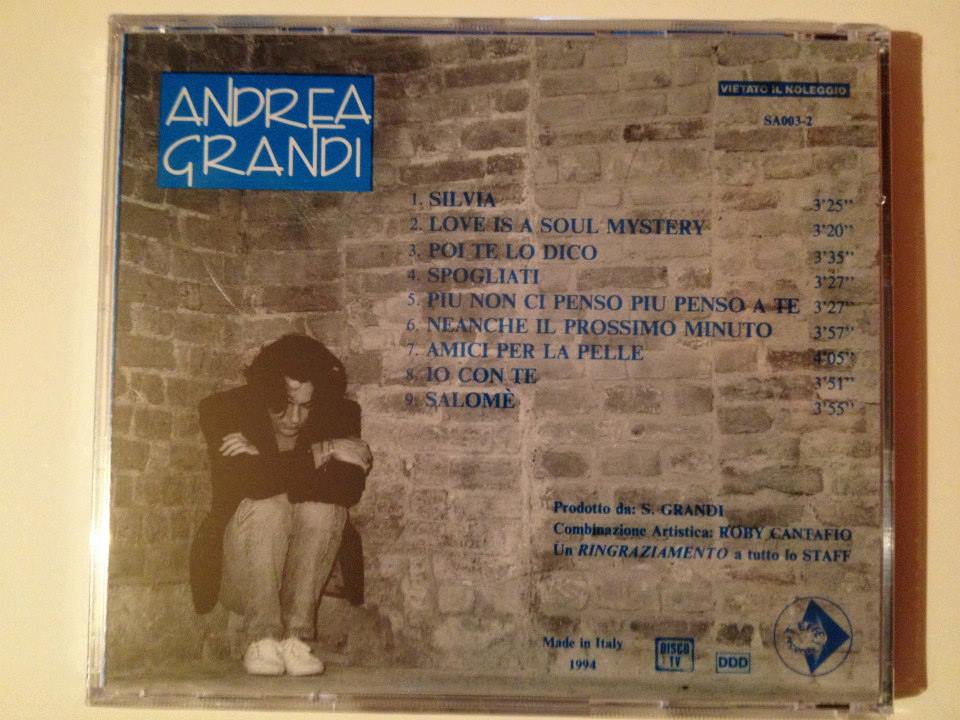 ANDREA
GRANDI
VIETATO IL NOLEGGIO
SA003-2
1. SILVIA 3'25''
2. LOVE IS A SOUL MYSTERY 3'20''
3. POI TE LO DICO 3'35''
4. SPOGLIATI 3'27''
5. PIU NON CI PENSO PIU PENSO A TE 3'27''
6. NEANCHE IL PROSSIMO MINUTO 3'57''
7. AMICI PER LA PELLE 4'05''
8. IO CON TE 3'51''
9. SALOMÈ 3'55''
Prodotto da: S. GRANDI
Combinazione Artistica: ROBY CANTAFIO
Un RINGRAZIAMENTO a tutto lo STAFF
Made in Italy
1994
DISCO
TV
DDD